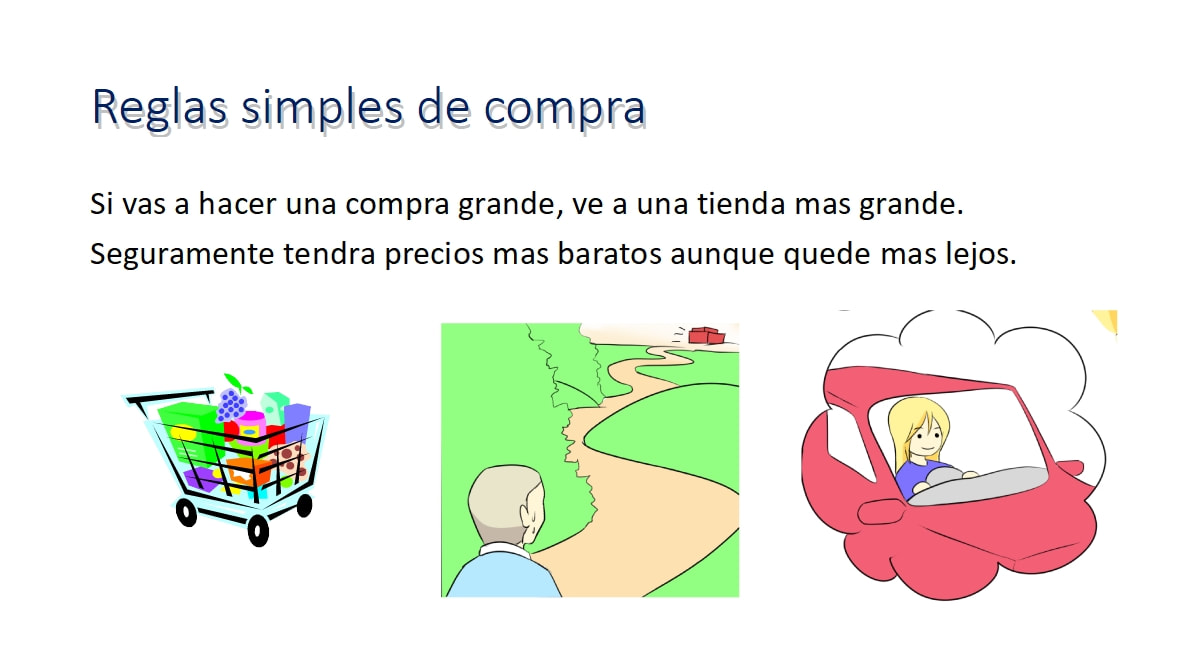 Reglas simples de compra
Si vas a hacer una compra grande, ve a una tienda mas grande.
Seguramente tendra precios mas baratos aunque quede mas lejos.